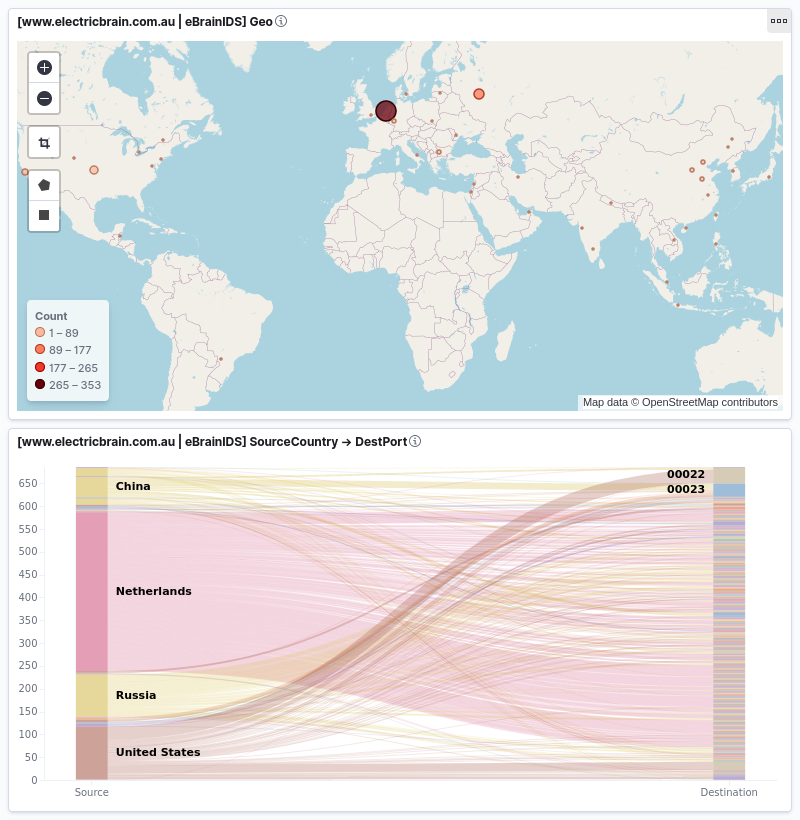 [www.electricbrain.com.au | eBrainIDS] Geo
Count
1 – 89
89 – 177
177 – 265
265 – 353
Map data © OpenStreetMap contributors
[www.electricbrain.com.au | eBrainIDS] SourceCountry → DestPort
650
600
550
500
450
400
350
300
250
200
150
100
50
0
China
Netherlands
Russia
United States
00022
00023
Source
Destination